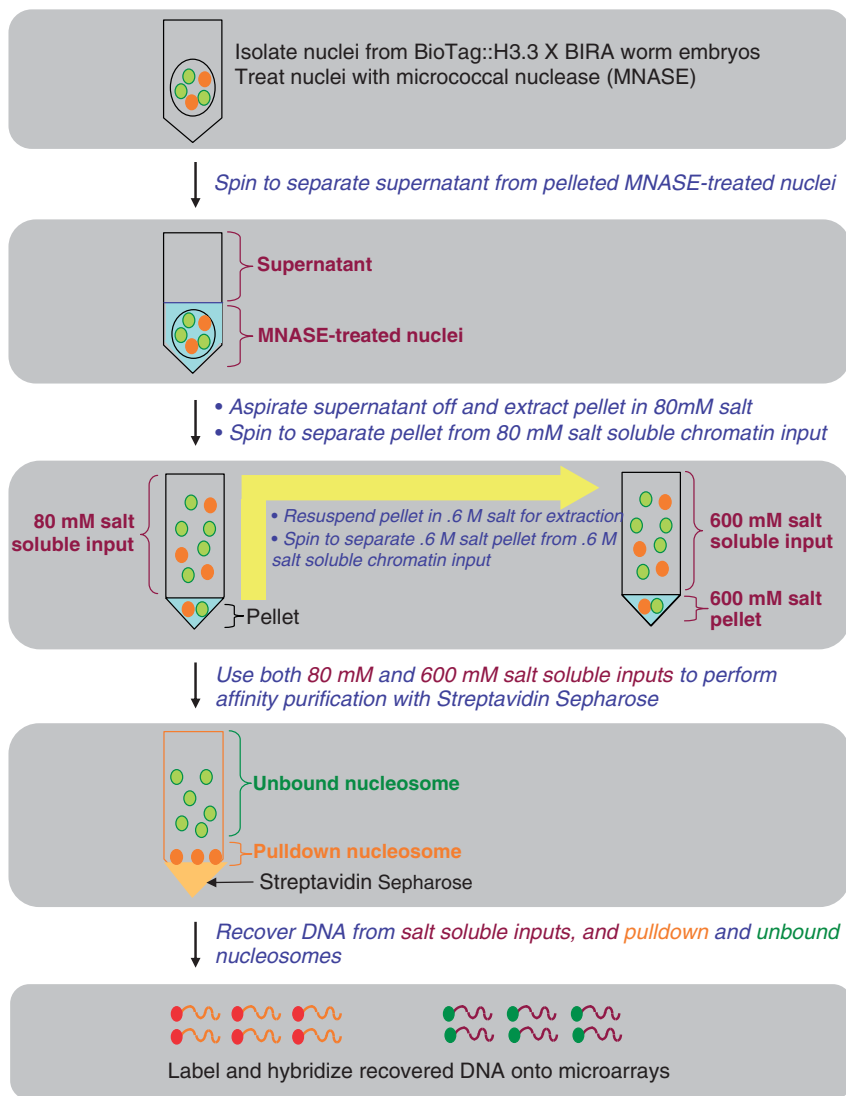 Isolate nuclei from BioTag::H3.3 X BIRA worm embryos
Treat nuclei with micrococcal nuclease (MNASE)
Spin to separate supernatant from pelleted MNASE-treated nuclei
Supernatant
MNASE-treated nuclei
• Aspirate supernatant off and extract pellet in 80mM salt
• Spin to separate pellet from 80 mM salt soluble chromatin input
80 mM salt
soluble input
Pellet
• Resuspend pellet in .6 M salt for extraction
• Spin to separate .6 M salt pellet from .6 M
salt soluble chromatin input
600 mM salt
soluble input
600 mM salt
pellet
Use both 80 mM and 600 mM salt soluble inputs to perform
affinity purification with Streptavidin Sepharose
Unbound nucleosome
Pulldown nucleosome
Streptavidin Sepharose
Recover DNA from salt soluble inputs, and pulldown and unbound
nucleosomes
Label and hybridize recovered DNA onto microarrays